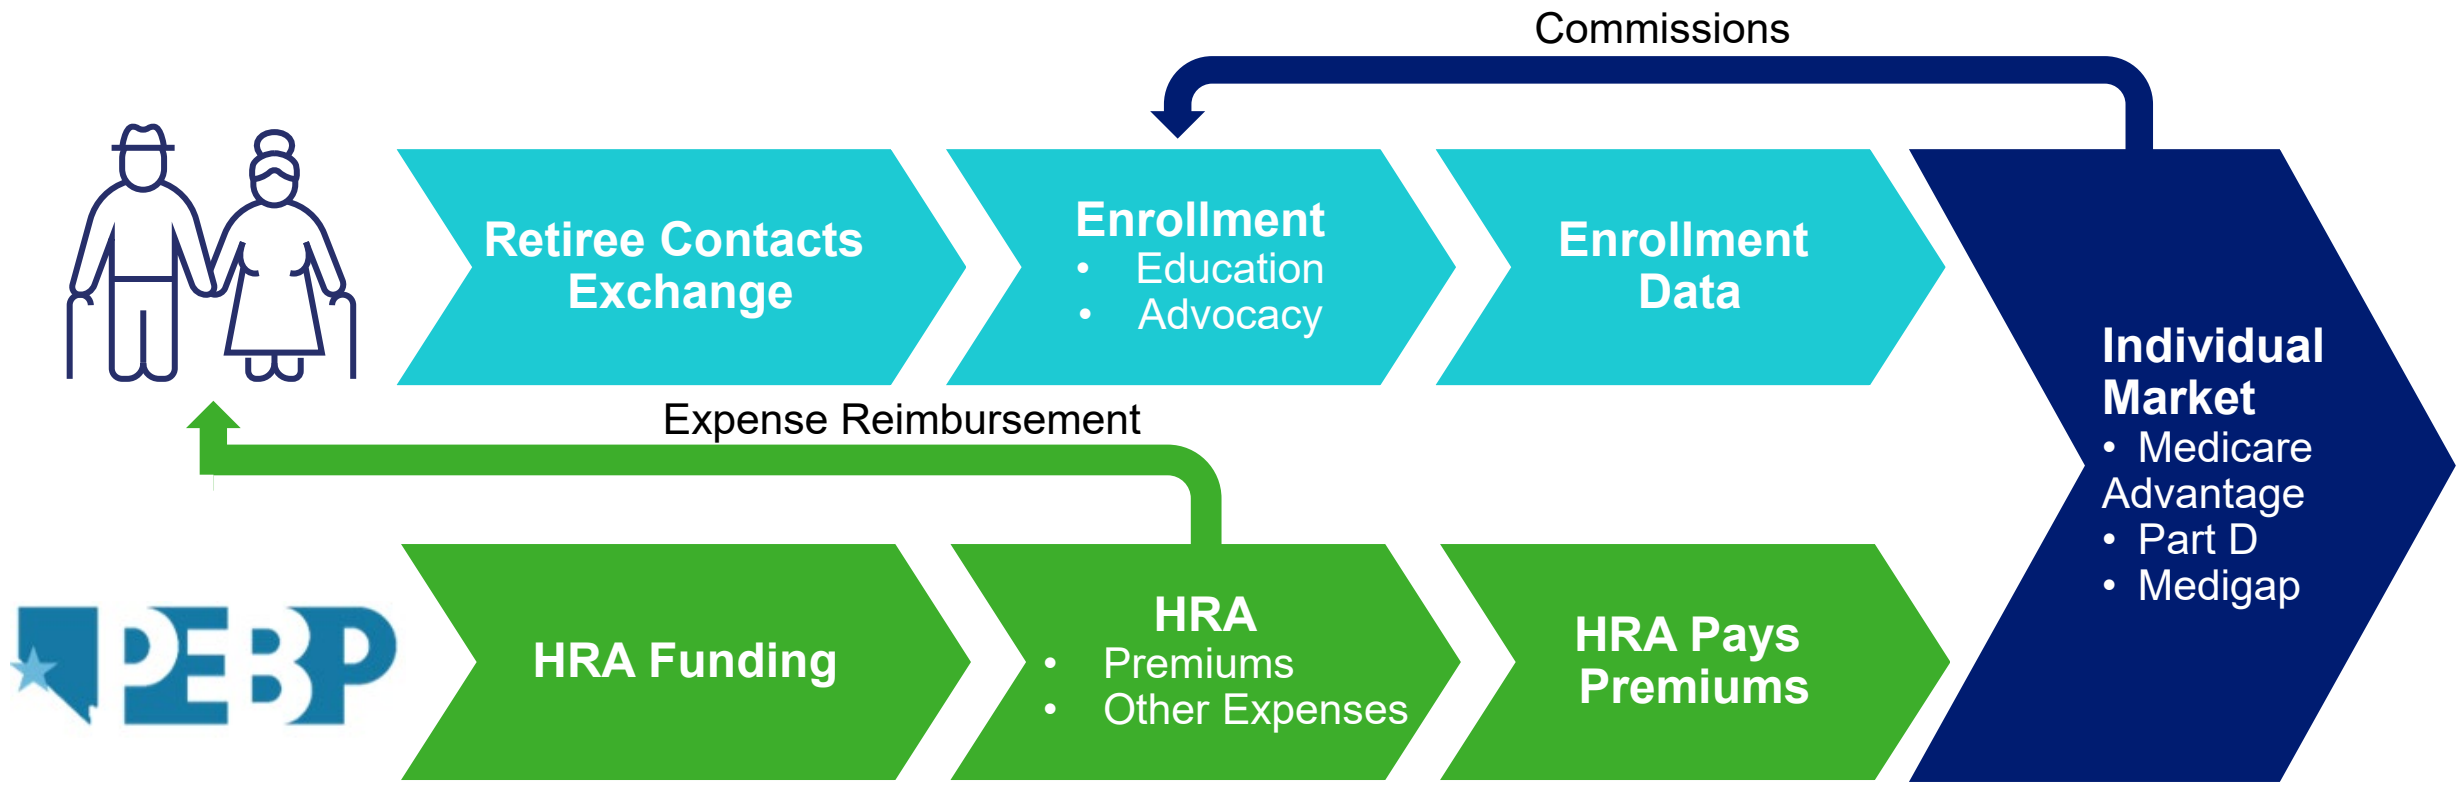 Commissions
Retiree Contacts
Exchange
Enrollment
• Education
• Advocacy
Enrollment
Data
Individual
Market
• Medicare
Advantage
• Part D
• Medigap
Expense Reimbursement
PEBP
HRA Funding
HRA
• Premiums
• Other Expenses
HRA Pays
Premiums